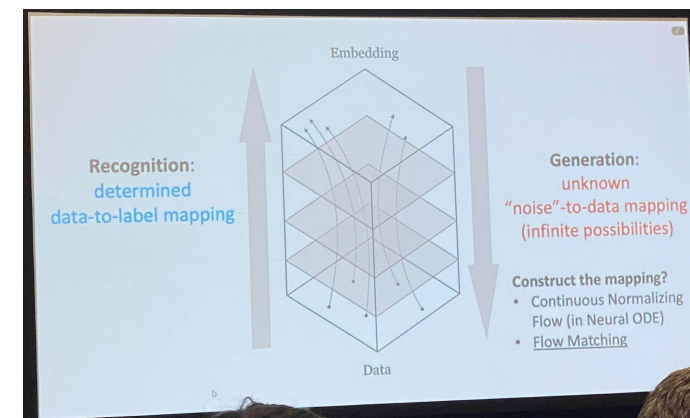 Embedding
Recognition:
determined
data-to-label mapping
Generation:
unknown
"noise"-to-data mapping
(infinite possibilities)
Construct the mapping?
• Continuous Normalizing
Flow (in Neural ODE)
• Flow Matching
Data